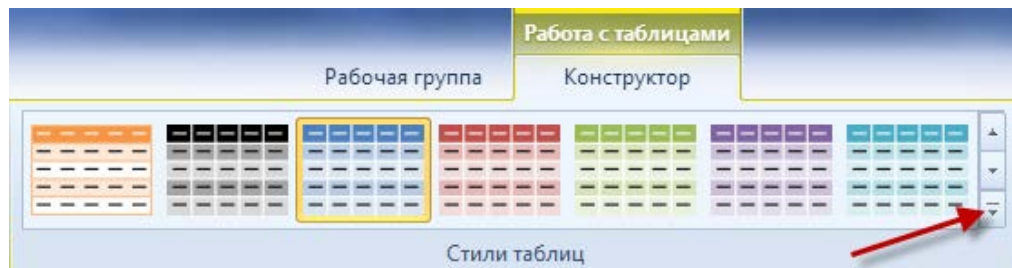 Работа с таблицами
Рабочая группа Конструктор
Стили таблиц